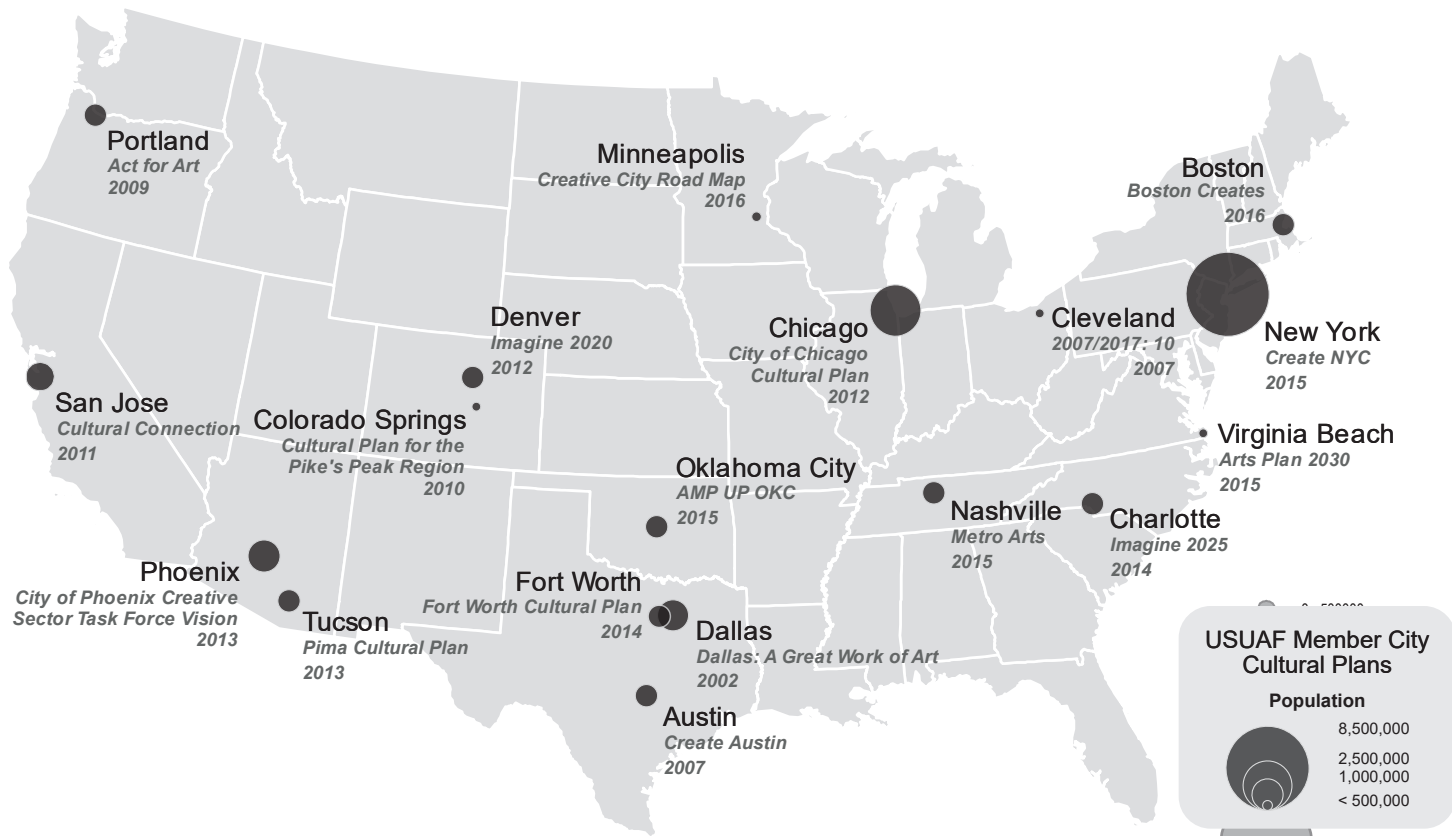 Portland
Act for Art
2009
Minneapolis
Creative City Road Map
2016
Boston
Boston Creates
2016
Denver
Imagine 2020
2012
Chicago
City of Chicago
Cultural Plan
2012
Cleveland
2007/2017: 10
2007
New York
Create NYC
2015
San Jose
Cultural Connection
2011
Colorado Springs
Cultural Plan for the
Pike's Peak Region
2010
Virginia Beach
Arts Plan 2030
2015
Oklahoma City
AMP UP OKC
2015
Nashville
Metro Arts
2015
Charlotte
Imagine 2025
2014
Phoenix
City of Phoenix Creative
Sector Task Force Vision
2013
Tucson
Pima Cultural Plan
2013
Fort Worth
Fort Worth Cultural Plan
2014
Dallas
Dallas: A Great Work of Art
2002
Austin
Create Austin
2007
USUAF Member City
Cultural Plans
Population
8,500,000
2,500,000
1,000,000
< 500,000